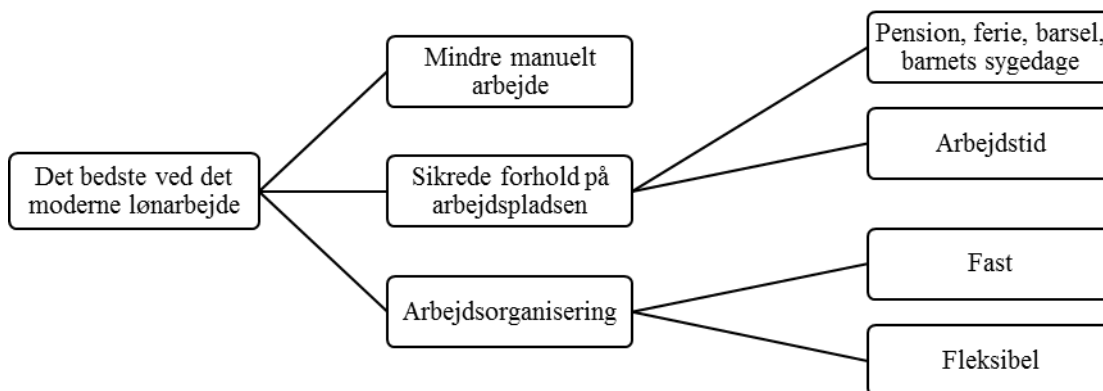 Det bedste ved det
moderne lønarbejde
Mindre manuelt
arbejde
Sikrede forhold på
arbejdspladsen
Arbejdsorganisering
Pension, ferie, barsel,
barnets sygedage
Arbejdstid
Fast
Fleksibel